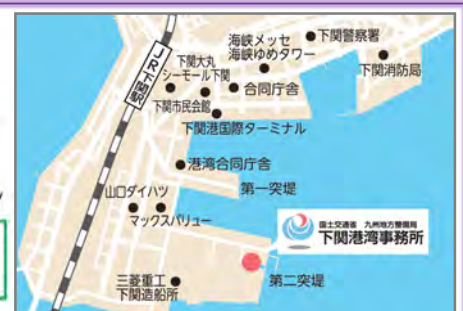 海峡メッセ
海峡ゆめタワー
下関警察署
下関消防局
下関大丸
シーモール下関
合同庁舎
下関市民会館
下関港国際ターミナル
JR下関駅
港湾合同庁舎
第一突堤
山口ダイハツ
マックスバリュー
国土交通省 九州地方整備局
下関港湾事務所
三菱重工
下関造船所
第二突堤